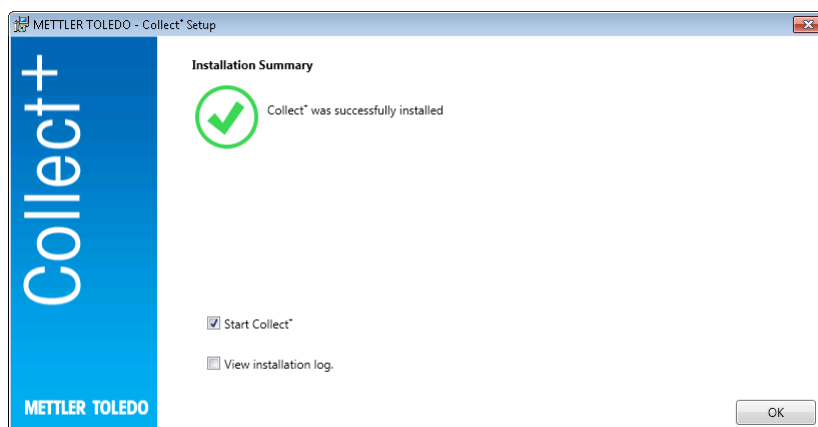 METTLER TOLEDO - Collect⁺ Setup
Collect+
Installation Summary
Collect⁺ was successfully installed
Start Collect⁺
View installation log.
METTLER TOLEDO
OK